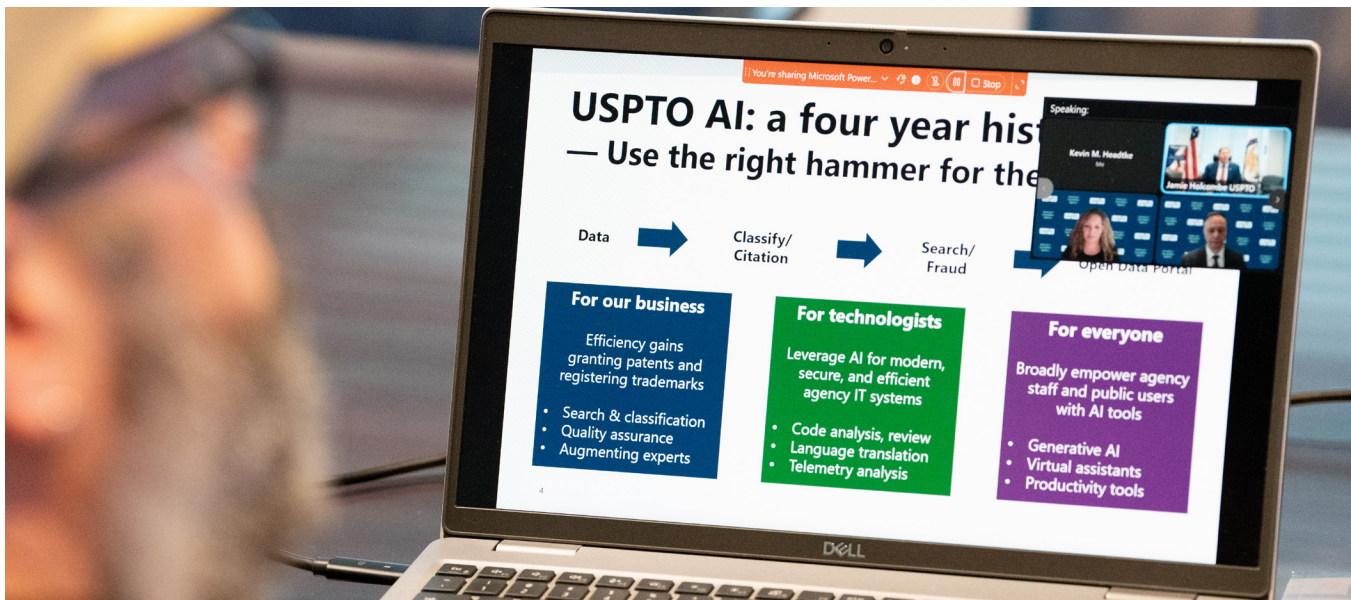 You're sharing Microsoft Power...
Stop
USPTO AI: a four year hist
— Use the right hammer for the
Speaking:
Kevin M. Headtke
Me
Jamie Holcombe USPTO
Data
Classify/
Citation
Search/
Fraud
Open Data Portal
For our business
Efficiency gains
granting patents and
registering trademarks
• Search & classification
• Quality assurance
• Augmenting experts
For technologists
Leverage AI for modern,
secure, and efficient
agency IT systems
• Code analysis, review
• Language translation
• Telemetry analysis
For everyone
Broadly empower agency
staff and public users
with AI tools
• Generative AI
• Virtual assistants
• Productivity tools
4
DELL